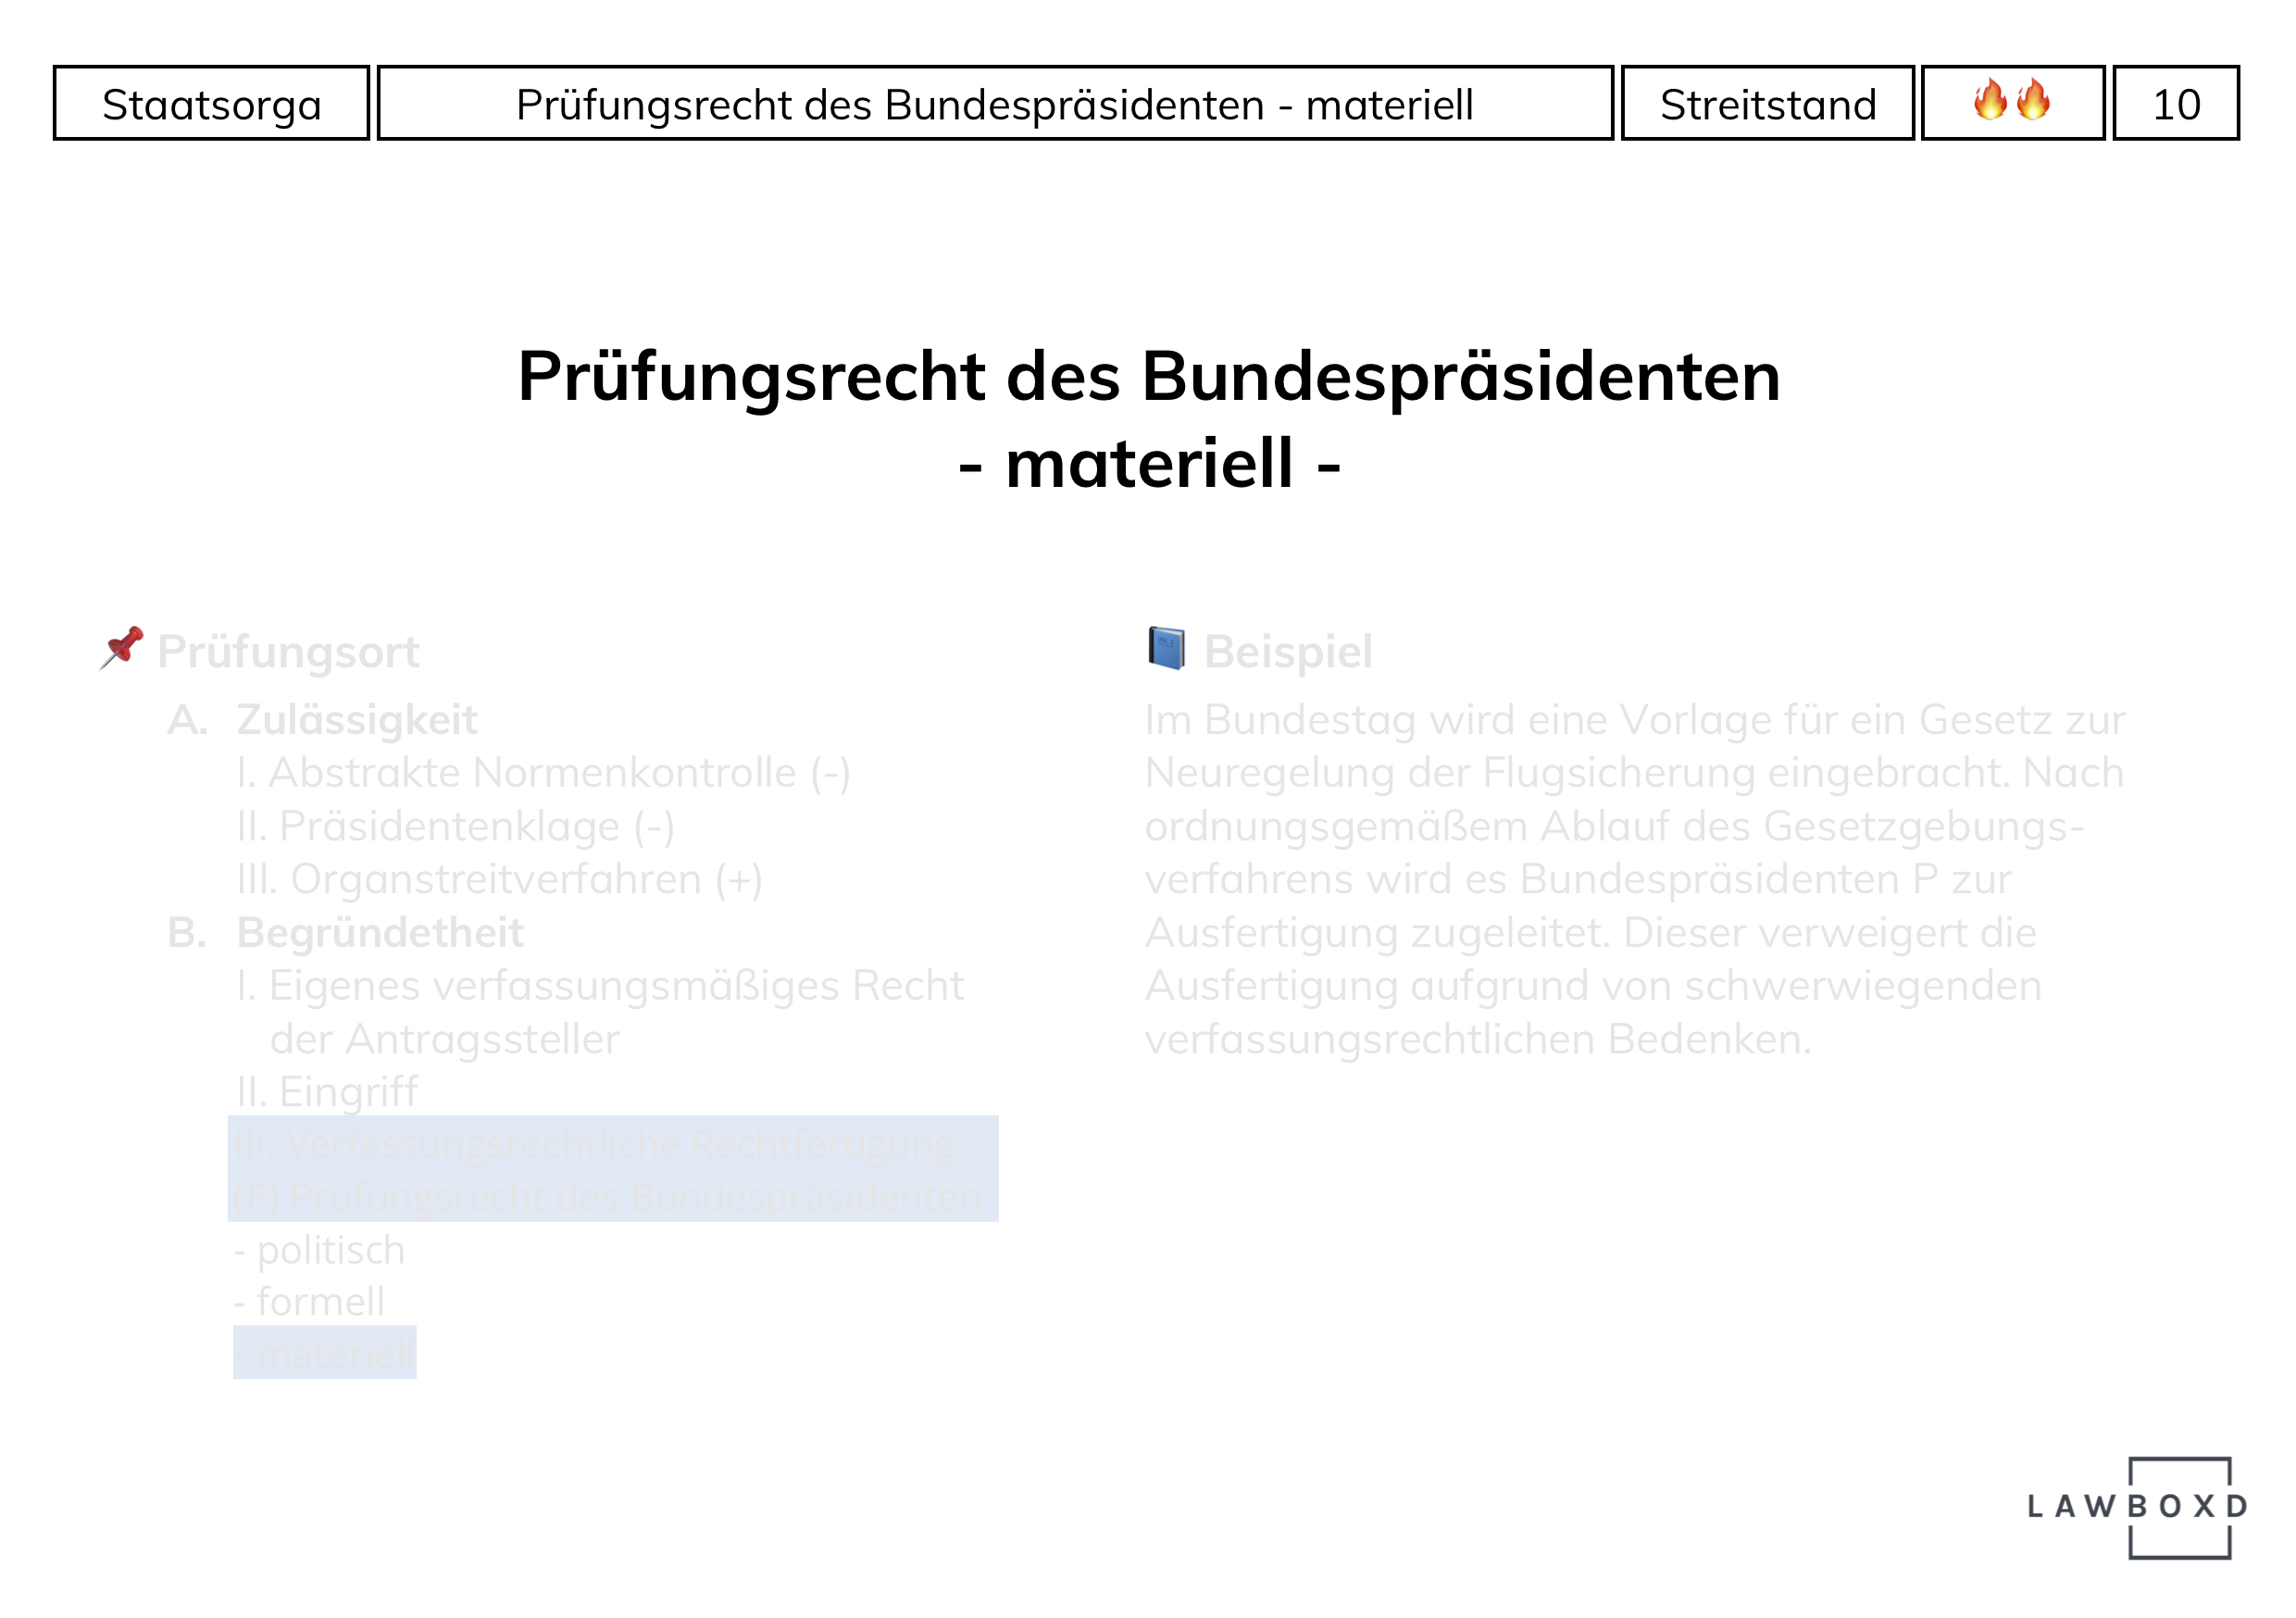 Staatsorga
Prüfungsrecht des Bundespräsidenten - materiell
Streitstand
🔥🔥
10
Prüfungsrecht des Bundespräsidenten
- materiell -
📌 Prüfungsort
A. Zulässigkeit
I. Abstrakte Normenkontrolle (-)
II. Präsidentenklage (-)
III. Organstreitverfahren (+)
B. Begründetheit
I. Eigenes verfassungsmäßiges Recht
der Antragssteller
II. Eingriff
III. Verfassungsrechtliche Rechtfertigung
(P) Prüfungsrecht des Bundespräsidenten
- politisch
- formell
- materiell
📘 Beispiel
Im Bundestag wird eine Vorlage für ein Gesetz zur
Neuregelung der Flugsicherung eingebracht. Nach
ordnungsgemäßem Ablauf des Gesetzgebungs-
verfahrens wird es Bundespräsidenten P zur
Ausfertigung zugeleitet. Dieser verweigert die
Ausfertigung aufgrund von schwerwiegenden
verfassungsrechtlichen Bedenken.
LAWBOXD